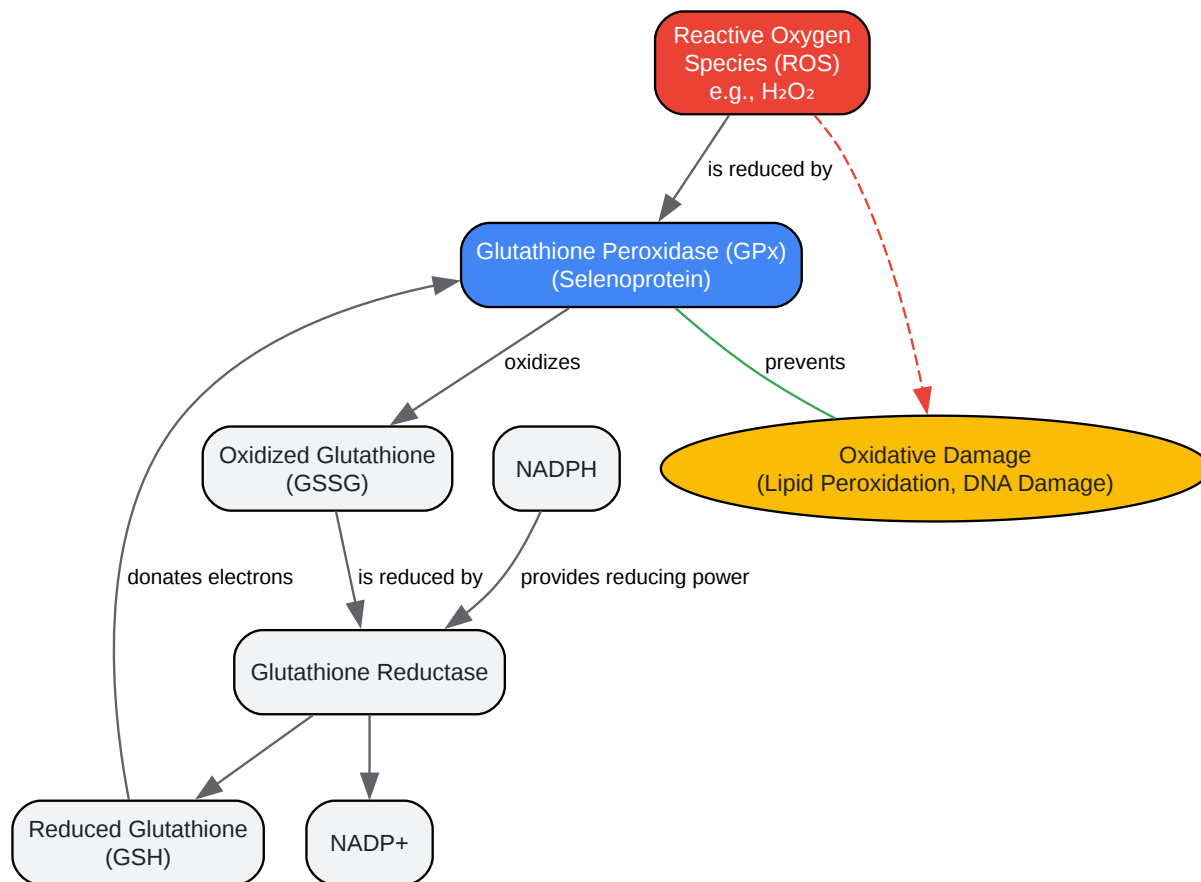 Reactive Oxygen
Species (ROS)
e.g., H₂O₂
is reduced by
Glutathione Peroxidase (GPx)
(Selenoprotein)
oxidizes
prevents
Oxidized Glutathione
(GSSG)
NADPH
Oxidative Damage
(Lipid Peroxidation, DNA Damage)
donates electrons
is reduced by
provides reducing power
Glutathione Reductase
Reduced Glutathione
(GSH)
NADP+